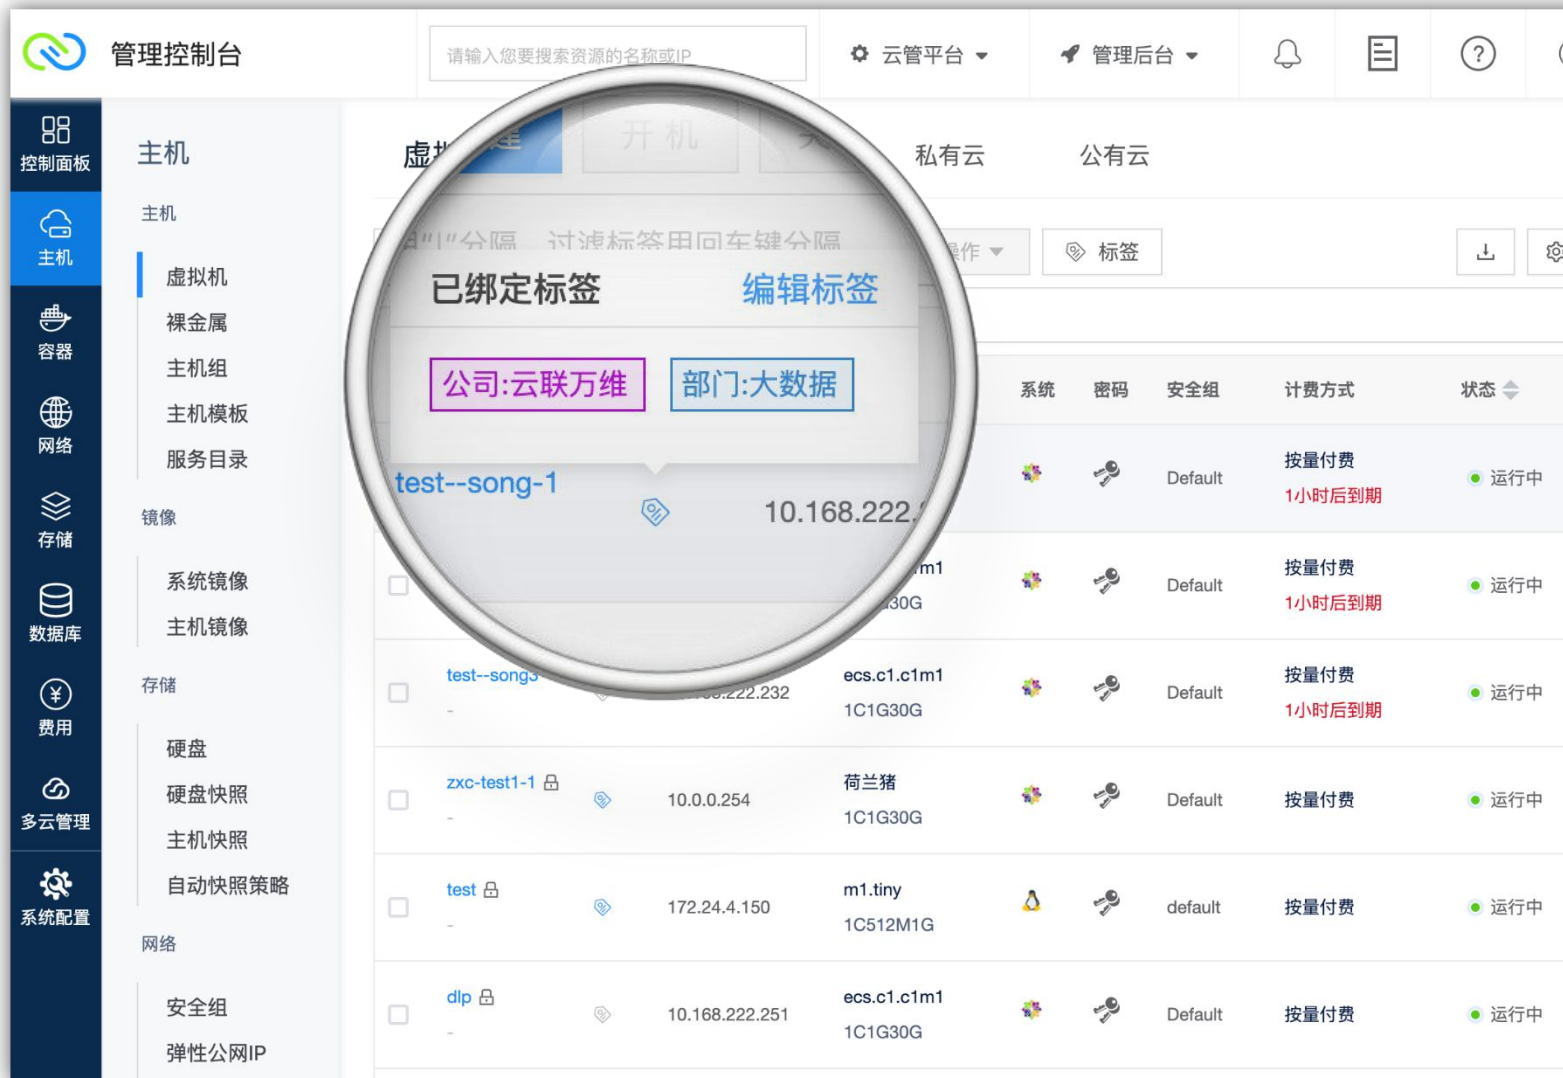 管理控制台
请输入您要搜索资源的名称或IP
云管平台
管理后台
控制面板
主机
容器
网络
存储
数据库
费用
多云管理
系统配置
主机
主机
虚拟机
裸金属
主机组
主机模板
服务目录
镜像
系统镜像
主机镜像
存储
硬盘
硬盘快照
主机快照
自动快照策略
网络
安全组
弹性公网IP
私有云
公有云
开机
"|"分隔 过滤标签用回车键分隔
操作
标签
已绑定标签
编辑标签
公司:云联万维
部门:大数据
系统
密码
安全组
计费方式
状态
test--song-1
10.168.222.
Default
按量付费
1小时后到期
运行中
m1
30G
Default
按量付费
1小时后到期
运行中
test--song3
-
.222.232
ecs.c1.c1m1
1C1G30G
Default
按量付费
1小时后到期
运行中
zxc-test1-1
-
10.0.0.254
荷兰猪
1C1G30G
Default
按量付费
运行中
test
-
172.24.4.150
m1.tiny
1C512M1G
default
按量付费
运行中
dlp
-
10.168.222.251
ecs.c1.c1m1
1C1G30G
Default
按量付费
运行中